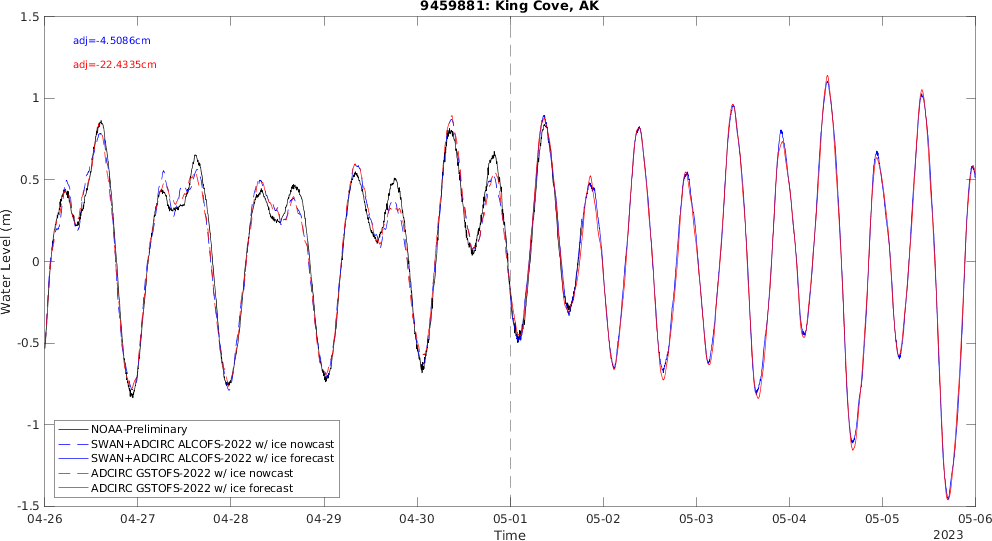 9459881: King Cove, AK
1.5
adj=-4.5086cm
adj=-22.4335cm
1
0.5
0
-0.5
-1
-1.5
Water Level (m)
NOAA-Preliminary
SWAN+ADCIRC ALCOFS-2022 w/ ice nowcast
SWAN+ADCIRC ALCOFS-2022 w/ ice forecast
ADCIRC GSTOFS-2022 w/ ice nowcast
ADCIRC GSTOFS-2022 w/ ice forecast
04-26 04-27 04-28 04-29 04-30 05-01 05-02 05-03 05-04 05-05 05-06
Time
2023